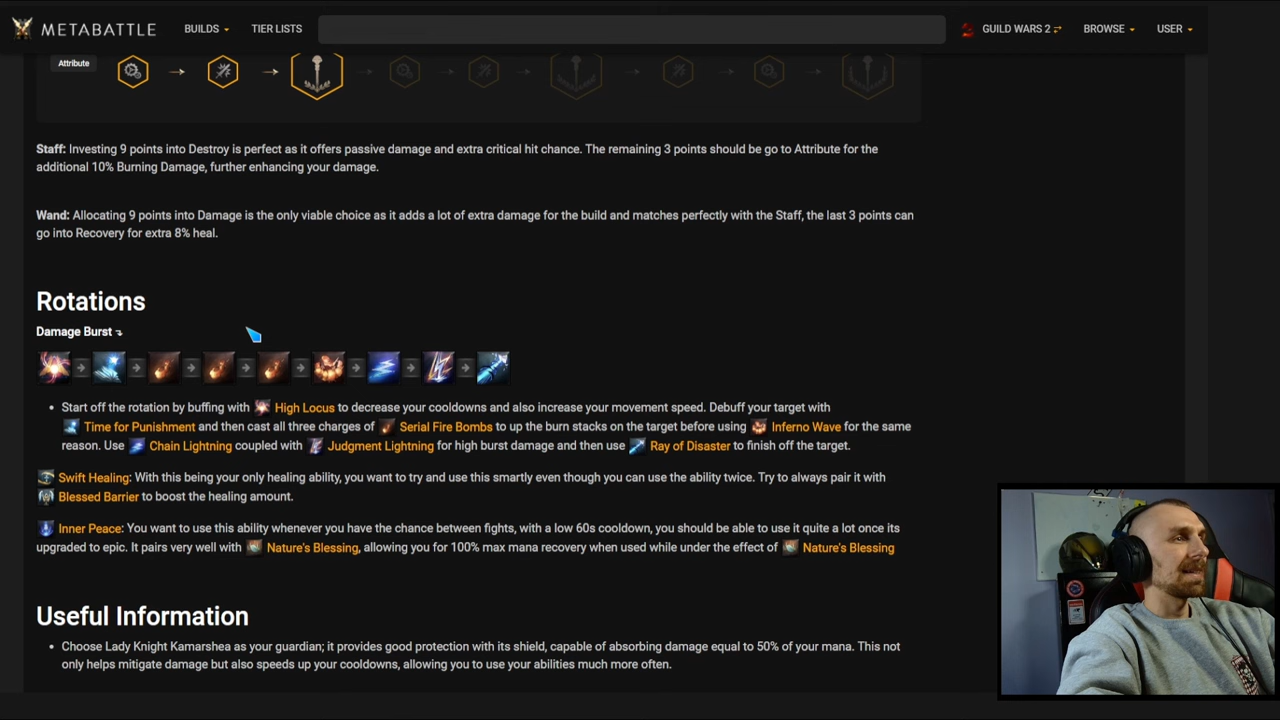 METABATTLE
BUILDS
TIER LISTS
GUILD WARS 2
BROWSE
USER
Attribute
Staff: Investing 9 points into Destroy is perfect as it offers passive damage and extra critical hit chance. The remaining 3 points should be go to Attribute for the
additional 10% Burning Damage, further enhancing your damage.
Wand: Allocating 9 points into Damage is the only viable choice as it adds a lot of extra damage for the build and matches perfectly with the Staff, the last 3 points can
go into Recovery for extra 8% heal.
Rotations
Damage Burst
• Start off the rotation by buffing with High Locus to decrease your cooldowns and also increase your movement speed. Debuff your target with
Time for Punishment and then cast all three charges of Serial Fire Bombs to up the burn stacks on the target before using Inferno Wave for the same
reason. Use Chain Lightning coupled with Judgment Lightning for high burst damage and then use Ray of Disaster to finish off the target.
Swift Healing: With this being your only healing ability, you want to try and use this smartly even though you can use the ability twice. Try to always pair it with
Blessed Barrier to boost the healing amount.
Inner Peace: You want to use this ability whenever you have the chance between fights, with a low 60s cooldown, you should be able to use it quite a lot once its
upgraded to epic. It pairs very well with Nature's Blessing, allowing you for 100% max mana recovery when used while under the effect of Nature's Blessing
Useful Information
• Choose Lady Knight Kamarshea as your guardian; it provides good protection with its shield, capable of absorbing damage equal to 50% of your mana. This not
only helps mitigate damage but also speeds up your cooldowns, allowing you to use your abilities much more often.